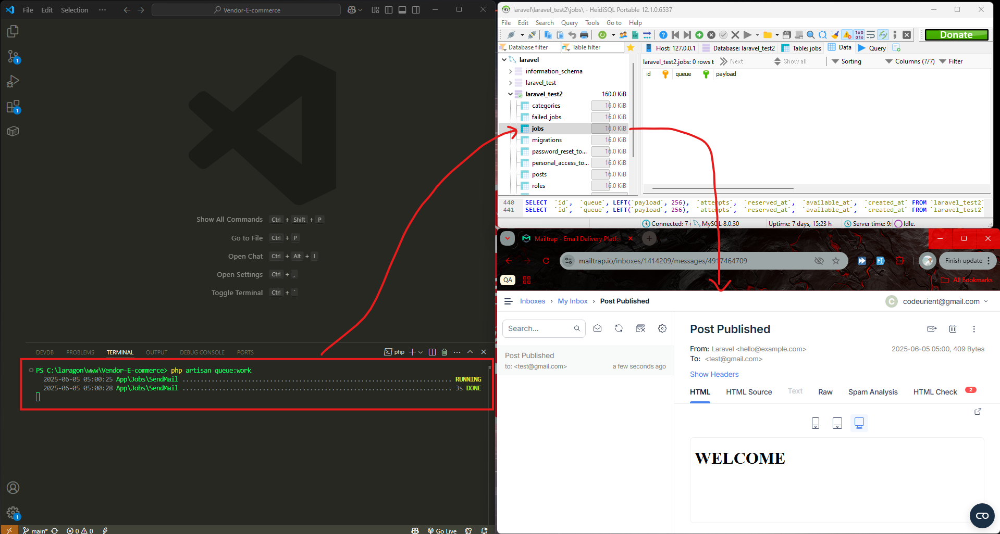 File Edit Selection ··· Vendor-E-commerce
Show All Commands Ctrl + Shift + P
Go to File Ctrl + P
Open Chat Ctrl + Alt + I
Open Settings Ctrl + ,
Toggle Terminal Ctrl + `
DEVDB PROBLEMS TERMINAL OUTPUT DEBUG CONSOLE PORTS php
PS C:\laragon\www\Vendor-E-commerce> php artisan queue:work
2025-06-05 05:00:25 App\Jobs\SendMail ........................................................................... RUNNING
2025-06-05 05:00:28 App\Jobs\SendMail ........................................................................... 3s DONE
1
1
1
main* 0 0 Go Live
laravel\laravel_test2\jobs\ - HeidiSQL Portable 12.1.0.6537
File Edit Search Query Tools Go to Help
Donate
Database filter Table filter
Host: 127.0.0.1 Database: laravel_test2 Table: jobs Data Query
laravel_test2.jobs: 0 rows t Next Show all Sorting Columns (7/7) Filter
id queue payload
laravel
information_schema
laravel_test
laravel_test2 160.0 KiB
categories 16.0 KiB
failed_jobs 16.0 KiB
jobs 16.0 KiB
migrations 16.0 KiB
password_reset_to... 16.0 KiB
personal_access_to... 16.0 KiB
posts 16.0 KiB
roles 16.0 KiB
440 SELECT `id`, `queue`, LEFT(`payload`, 256), `attempts`, `reserved_at`, `available_at`, `created_at` FROM `laravel_test2`
441 SELECT `id`, `queue`, LEFT(`payload`, 256), `attempts`, `reserved_at`, `available_at`, `created_at` FROM `laravel_test2`
Connected: 7 MySQL 8.0.30 Uptime: 7 days, 15:23 h Server time: 9: Idle.
Mailtrap - Email Delivery Platfo
mailtrap.io/inboxes/1414209/messages/4917464709 Finish update
QA All Bookmarks
Inboxes › My Inbox › Post Published C codeurient@gmail.com
Search...
Post Published
to: <test@gmail.com> a few seconds ago
Post Published
From: Laravel <hello@example.com> 2025-06-05 05:00, 409 Bytes
To: <test@gmail.com>
Show Headers
HTML HTML Source Text Raw Spam Analysis HTML Check 2
WELCOME